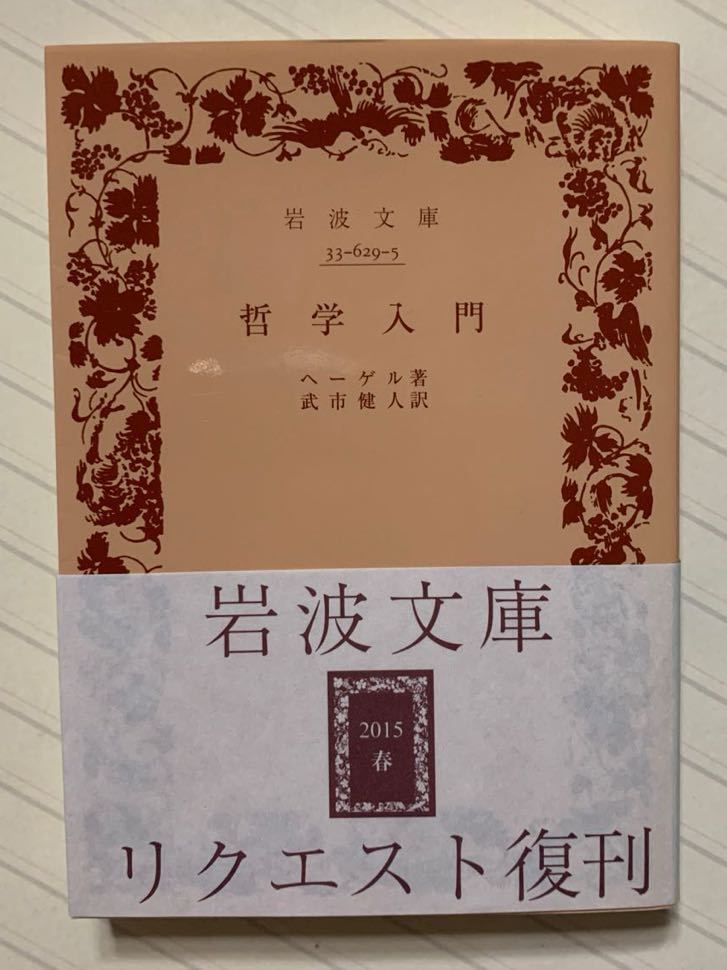 岩波文庫
33-629-5
哲学入門
ヘーゲル著
武市健人訳
岩波文庫
2015
春
リクエスト復刊